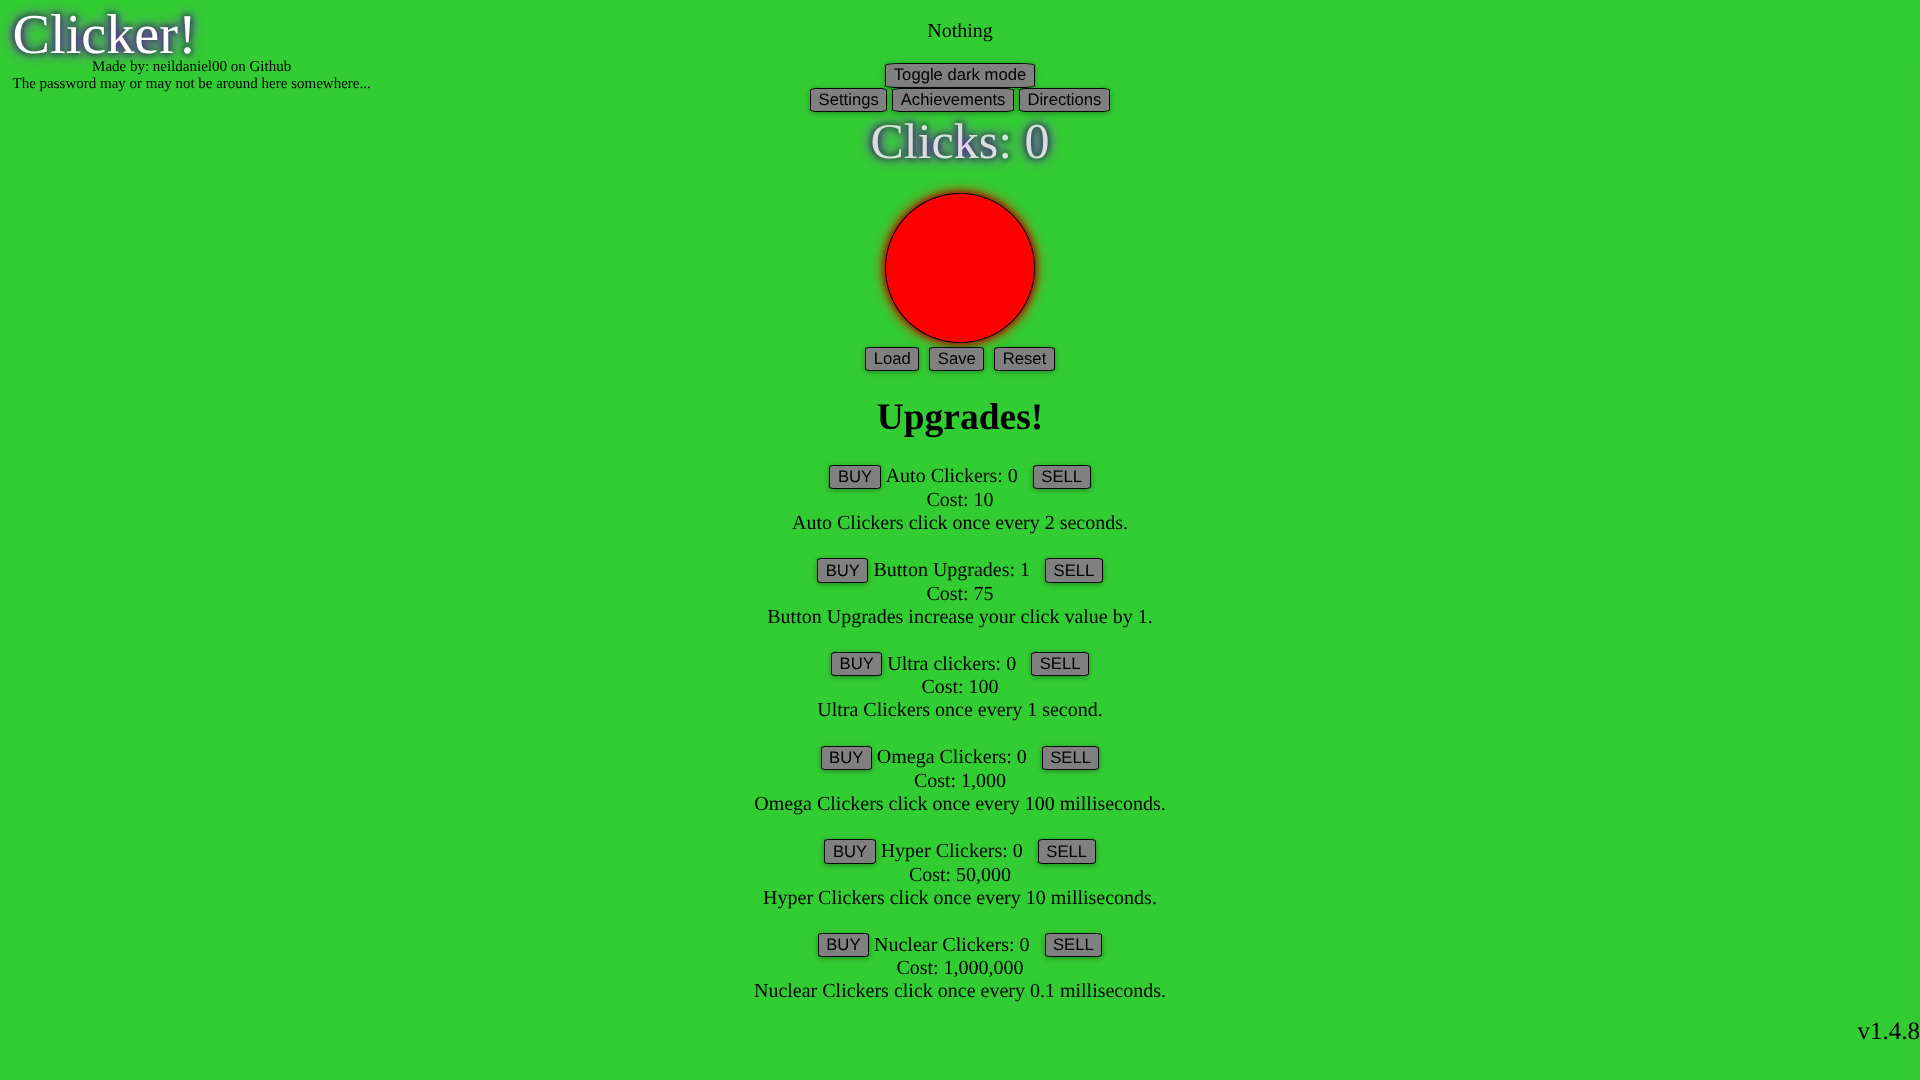 Clicker!
Made by: neildaniel00 on Github
The password may or may not be around here somewhere...
Nothing
Toggle dark mode
Settings Achievements Directions
Clicks: 0
Load Save Reset
Upgrades!
BUY Auto Clickers: 0 SELL
Cost: 10
Auto Clickers click once every 2 seconds.
BUY Button Upgrades: 1 SELL
Cost: 75
Button Upgrades increase your click value by 1.
BUY Ultra clickers: 0 SELL
Cost: 100
Ultra Clickers once every 1 second.
BUY Omega Clickers: 0 SELL
Cost: 1,000
Omega Clickers click once every 100 milliseconds.
BUY Hyper Clickers: 0 SELL
Cost: 50,000
Hyper Clickers click once every 10 milliseconds.
BUY Nuclear Clickers: 0 SELL
Cost: 1,000,000
Nuclear Clickers click once every 0.1 milliseconds.
v1.4.8